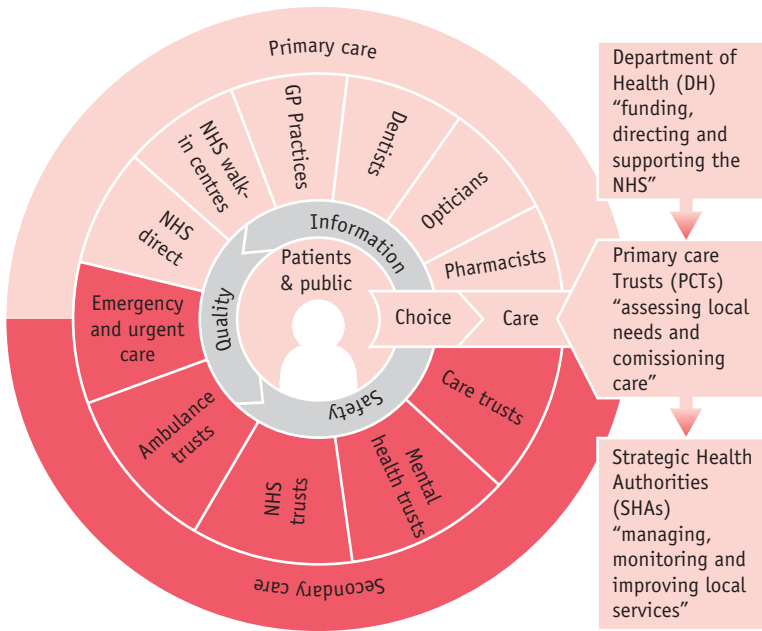 Primary care
NHS walk-
in centres
GP Practices
Dentists
Opticians
Pharmacists
NHS
direct
Information
Patients
& public
Quality
Choice
Care
Emergency
and urgent
care
Safety
Care trusts
Ambulance
trusts
NHS
trusts
Mental
health trusts
Secondary care
Department of
Health (DH)
“funding,
directing and
supporting the
NHS”
Primary care
Trusts (PCTs)
“assessing local
needs and
comissioning
care”
Strategic Health
Authorities
(SHAs)
“managing,
monitoring and
improving local
services”